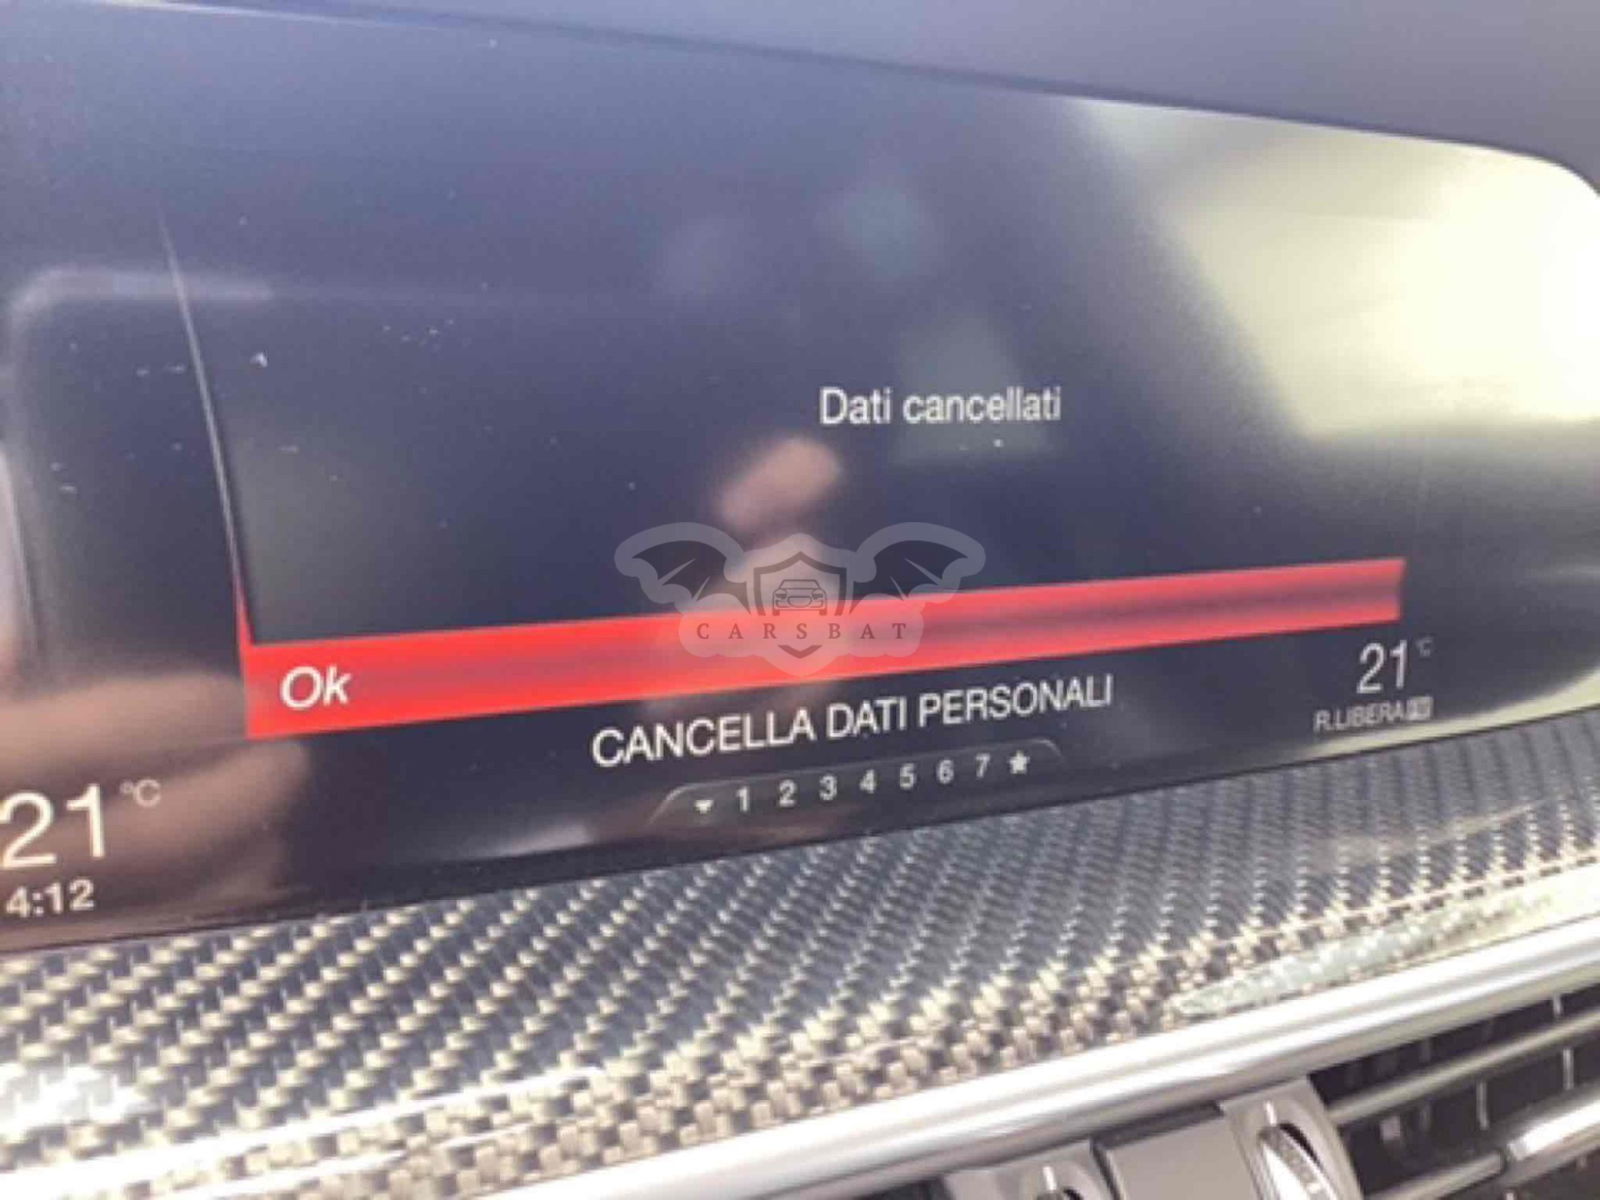 Dati cancellati
Ok
CARSBAT
CANCELLA DATI PERSONALI
21 °C
R.LIBERA
1 2 3 4 5 6 7 ★
21 °C
4:12